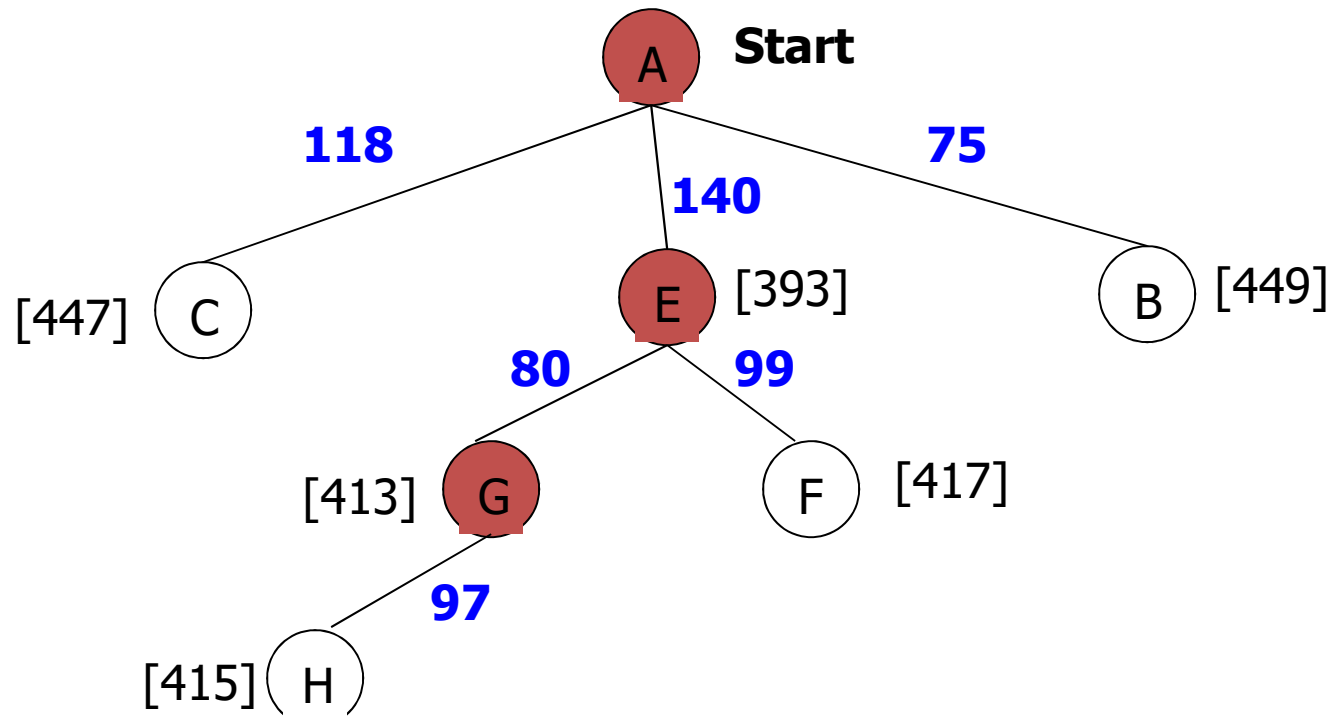 A Start
118
75
140
[447] C
E [393]
B [449]
80
99
[413] G
F [417]
97
[415] H